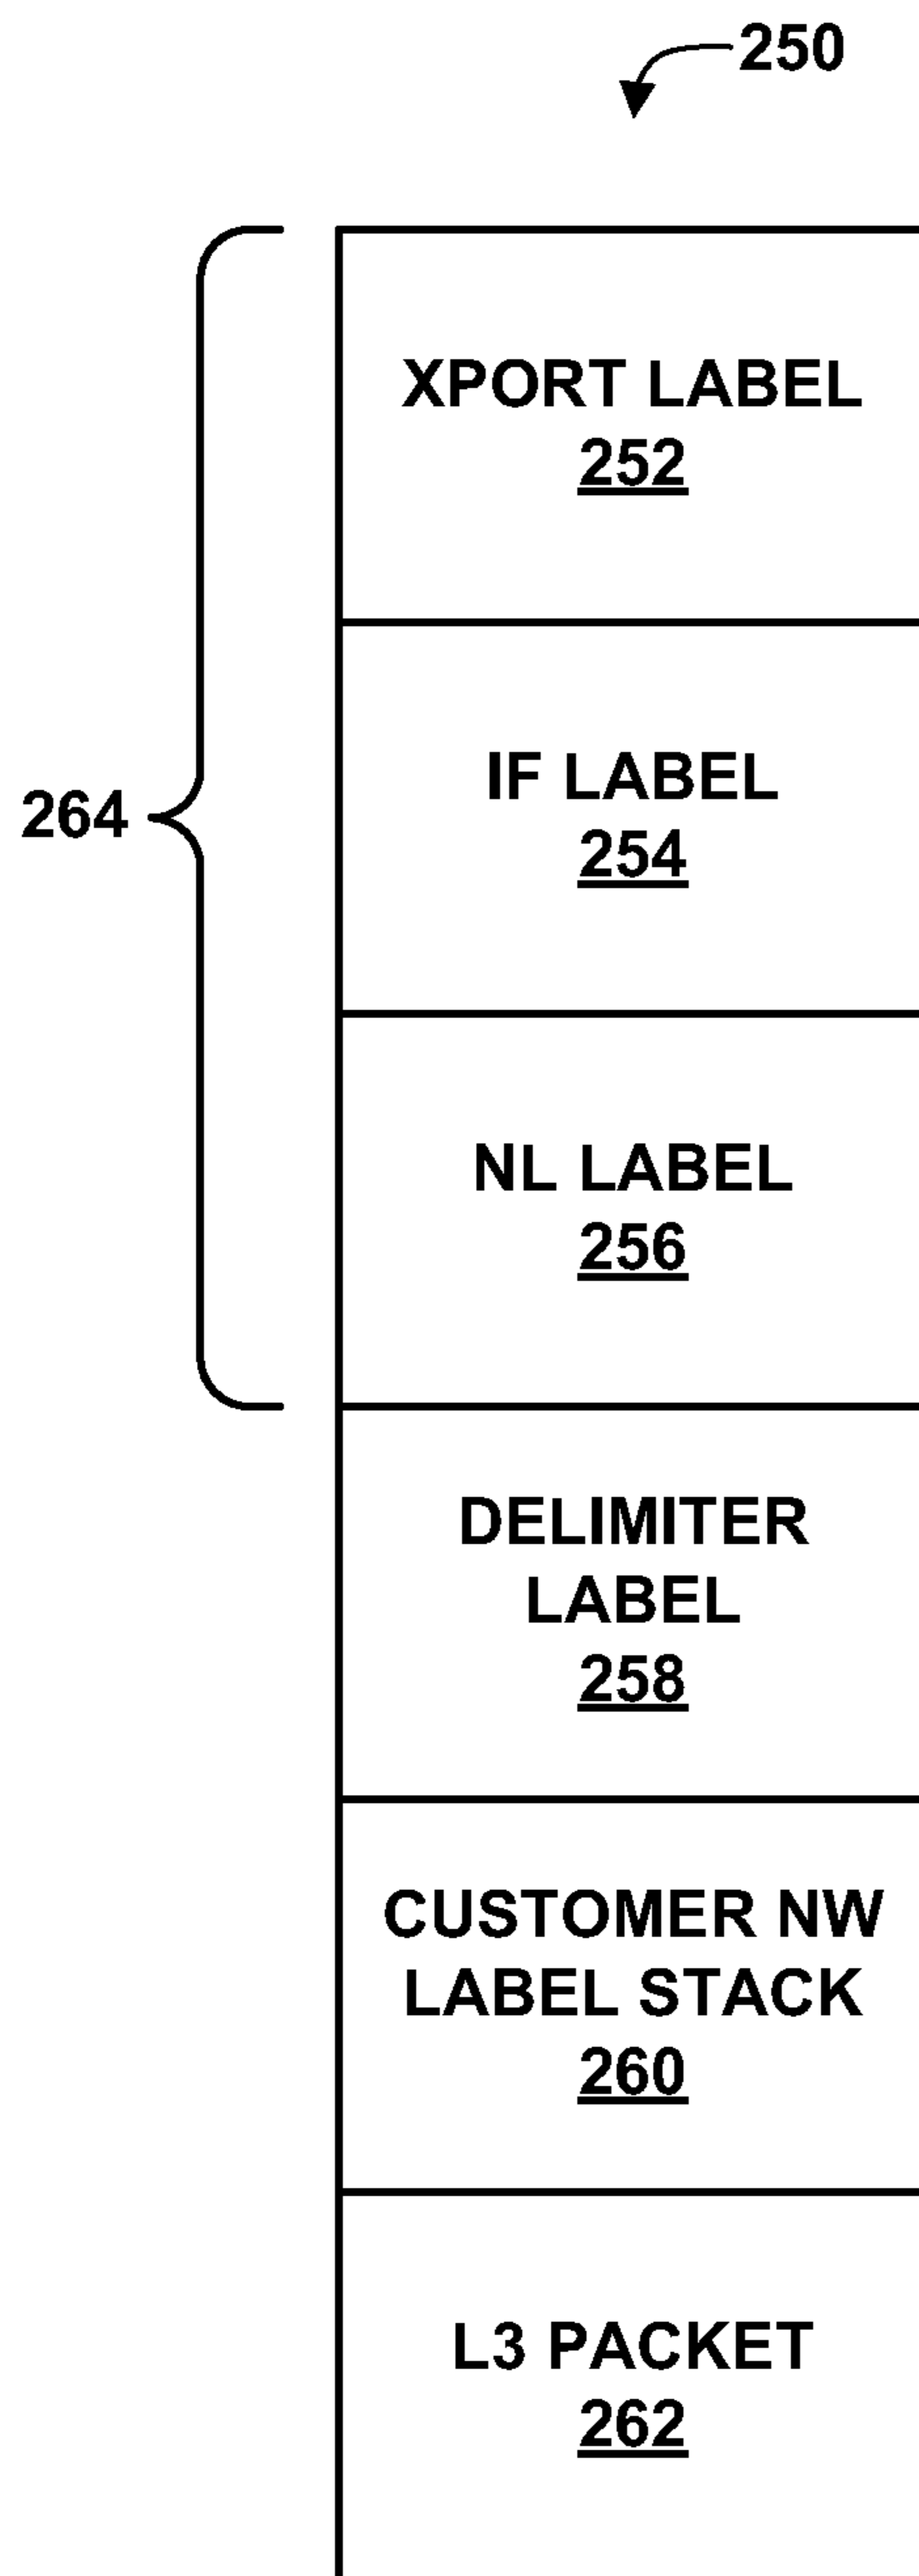 250
XPORT LABEL
252
IF LABEL
254
264
NL LABEL
256
DELIMITER
LABEL
258
CUSTOMER NW
LABEL STACK
260
L3 PACKET
262